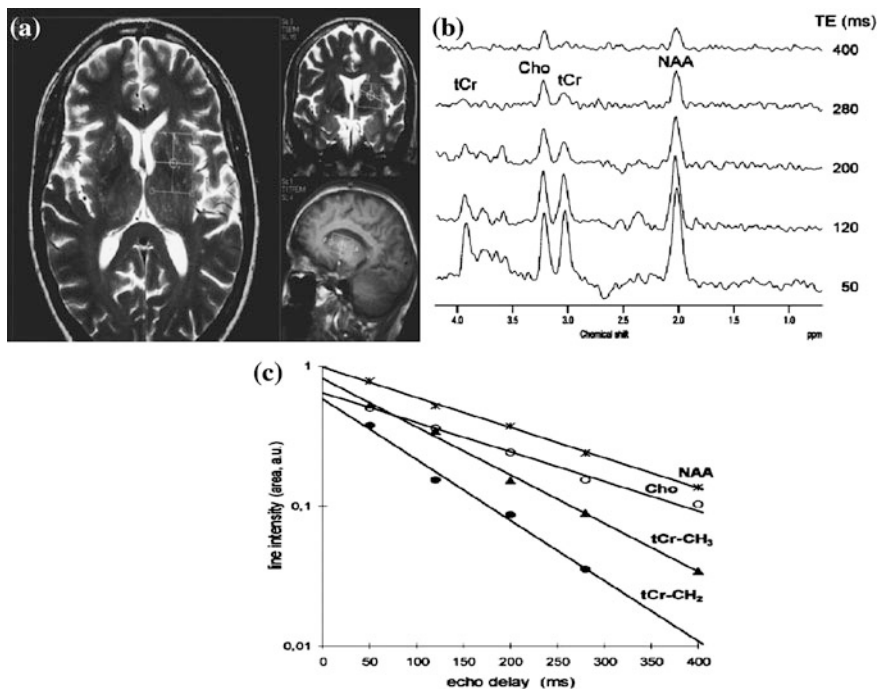 (a)
(b)
TE (ms)
400
Cho
NAA
tCr
tCr
280
200
120
50
4.0
3.5
3.0
2.5
2.0
1.5
1.0
Chemical shift
ppm
(c)
line intensity (area, a.u.)
1
0.1
0,01
NAA
Cho
tCr-CH₃
tCr-CH₂
0
50
100
150
200
250
300
350
400
echo delay (ms)